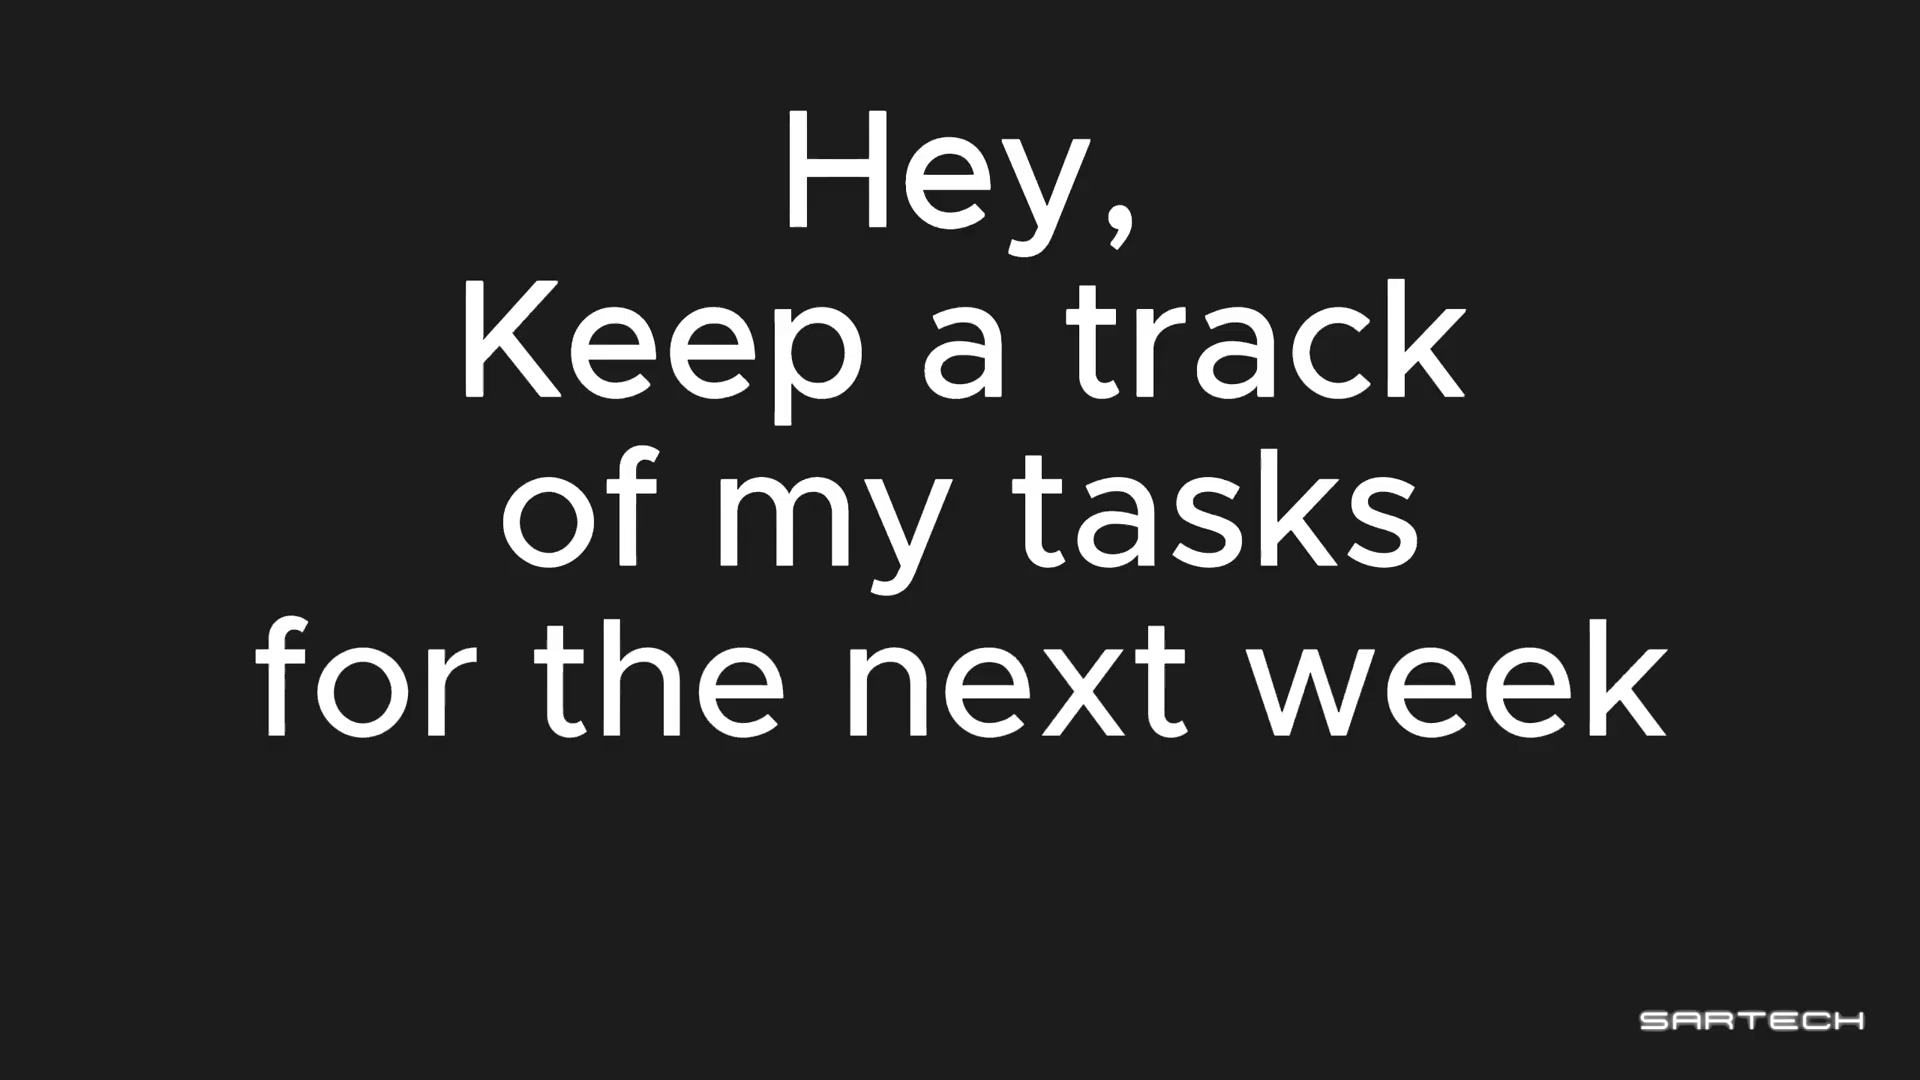 Hey,
Keep a track
of my tasks
for the next week
SARTECH